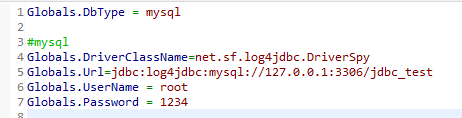 1 Globals.DbType = mysql
2
3 #mysql
4 Globals.DriverClassName=net.sf.log4jdbc.DriverSpy
5 Globals.Url=jdbc:log4jdbc:mysql://127.0.0.1:3306/jdbc_test
6 Globals.UserName = root
7 Globals.Password = 1234
8